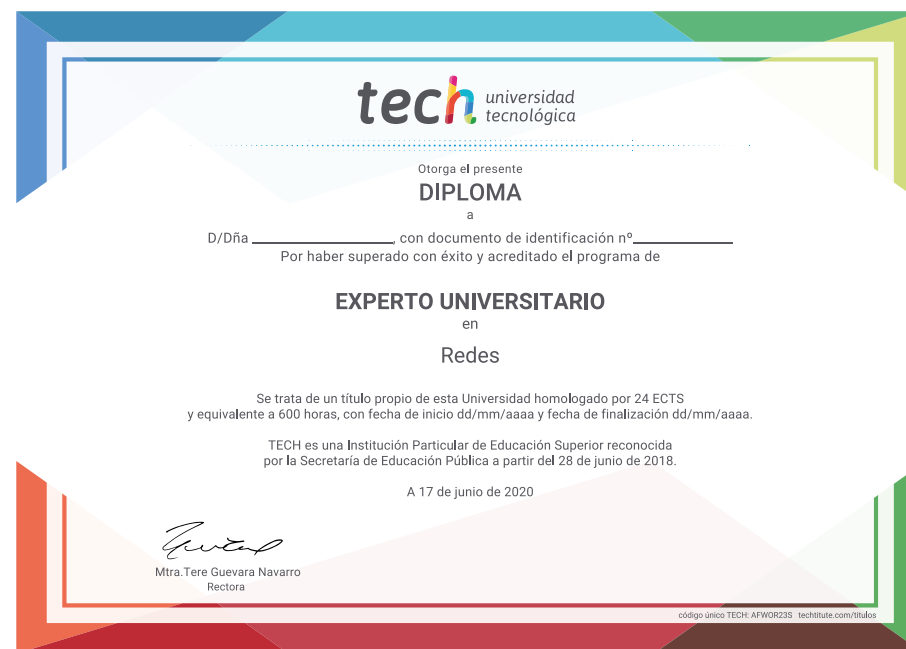 tech universidad
tecnológica
Otorga el presente
DIPLOMA
a
D/Dña ____________________, con documento de identificación nº______________
Por haber superado con éxito y acreditado el programa de
EXPERTO UNIVERSITARIO
en
Redes
Se trata de un título propio de esta Universidad homologado por 24 ECTS
y equivalente a 600 horas, con fecha de inicio dd/mm/aaaa y fecha de finalización dd/mm/aaaa.
TECH es una Institución Particular de Educación Superior reconocida
por la Secretaría de Educación Pública a partir del 28 de junio de 2018.
A 17 de junio de 2020
Mtra.Tere Guevara Navarro
Rectora
código único TECH: AFWOR23S techtitute.com/titulos